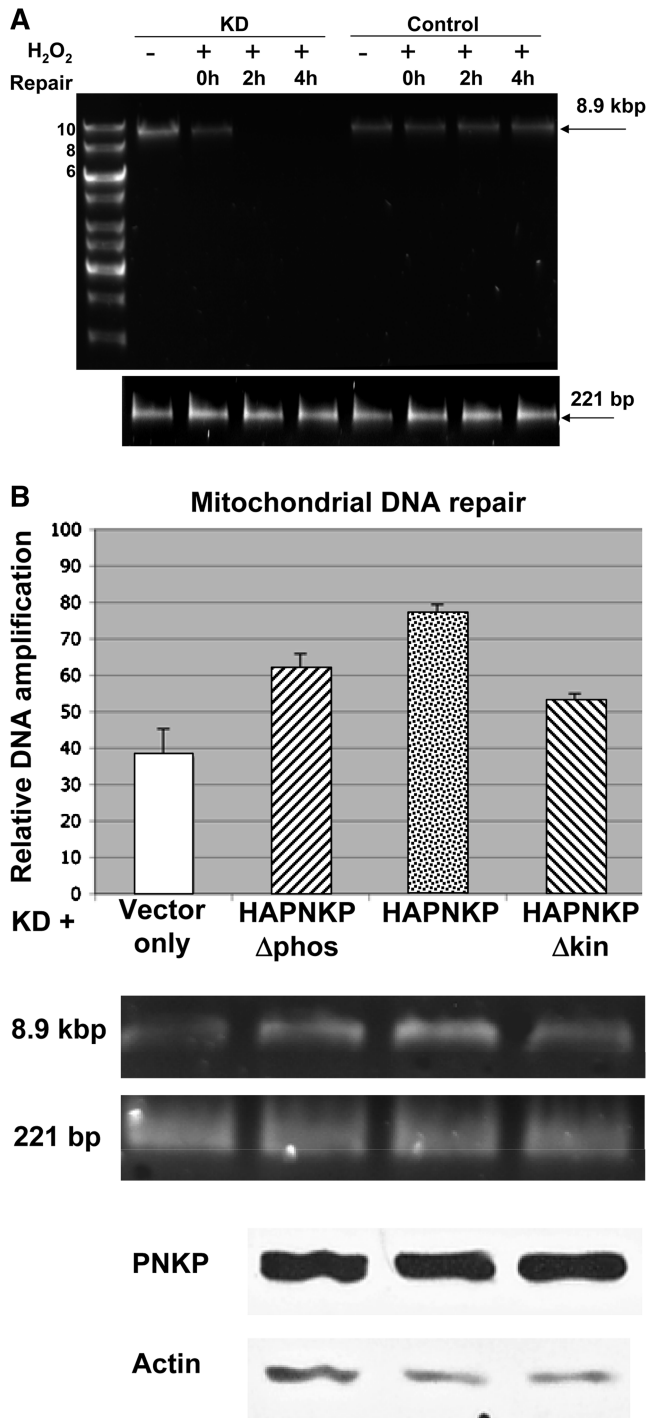 A
KD Control
H2O2 - + + + - + + +
Repair 0h 2h 4h 0h 2h 4h
8.9 kbp
10
8
6
221 bp
B
Mitochondrial DNA repair
Relative DNA amplification
100
90
80
70
60
50
40
30
20
10
0
KD + Vector only HAPNKP Δphos HAPNKP HAPNKP Δkin
8.9 kbp
221 bp
PNKP
Actin